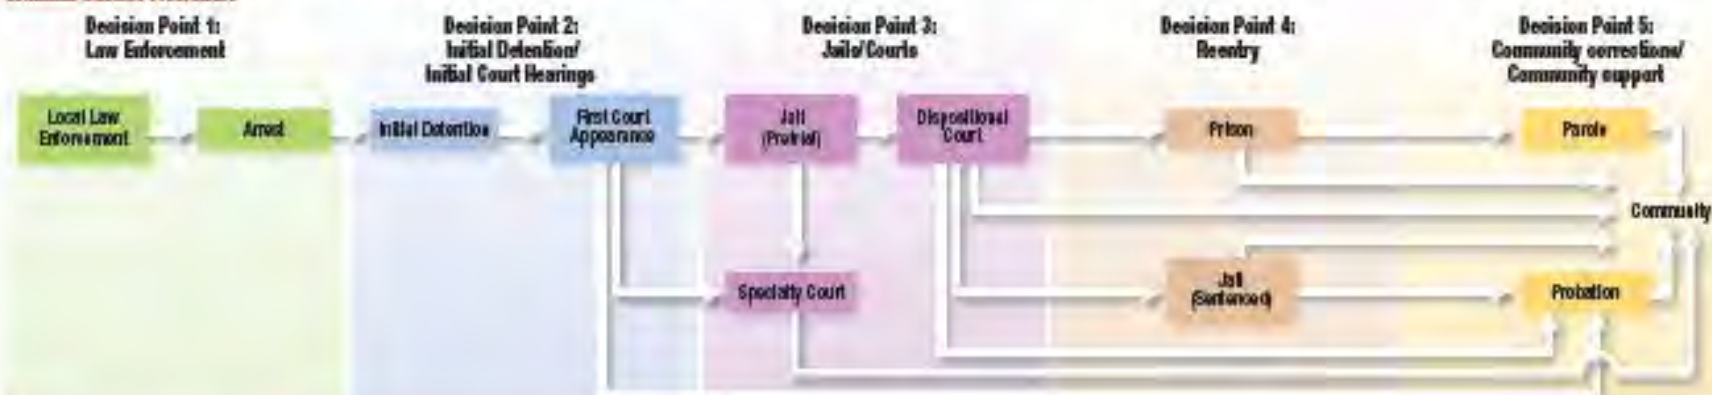 Decision Point 1:
Law Enforcement
Decision Point 2:
Initial Detention/
Initial Court Hearings
Decision Point 3:
Jails/Courts
Decision Point 4:
Reentry
Decision Point 5:
Community corrections/
Community support
Local Law
Enforcement
Arrest
Initial Detention
First Court
Appearance
Jail
(Pretrial)
Dispositional
Court
Prison
Parole
Community
Specialty Court
Jail
(Sentenced)
Probation